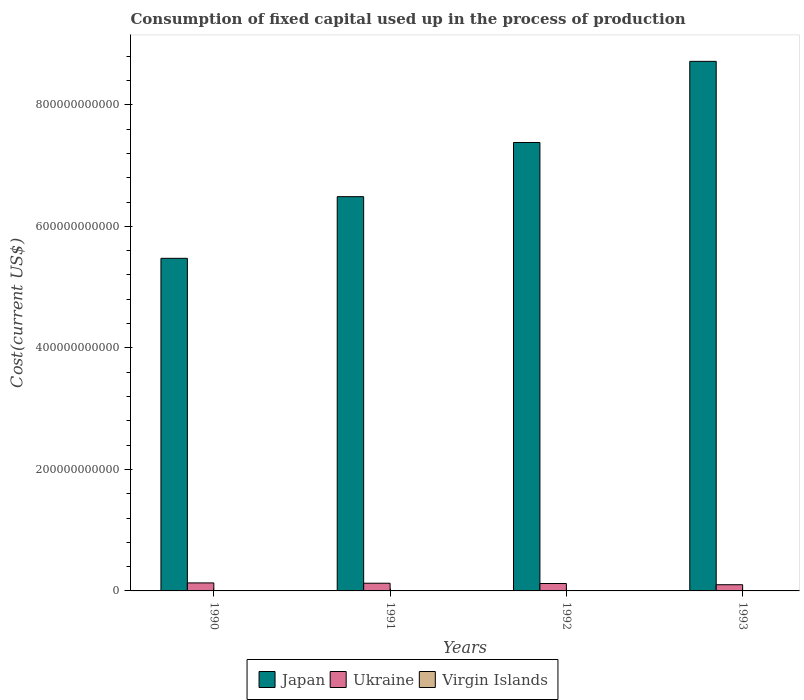 Consumption of fixed capital used up in the process of production
Cost(current US$)
800000000000
600000000000
400000000000
200000000000
0
1990
1991
1992
1993
Years
Japan
Ukraine
Virgin Islands